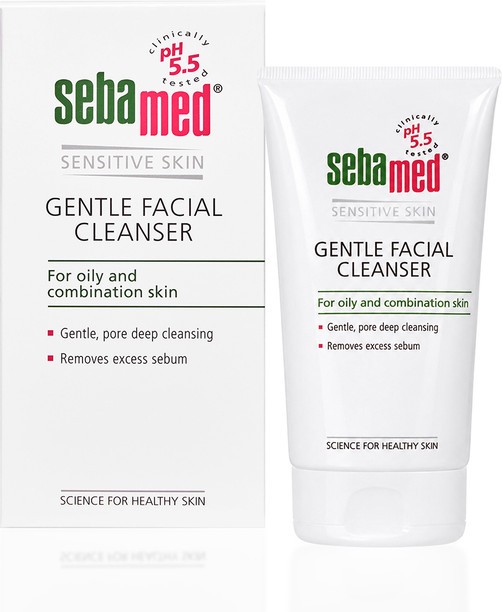 clinically
pH
5.5
tested
sebamed®
SENSITIVE SKIN
GENTLE FACIAL
CLEANSER
For oily and
combination skin
Gentle, pore deep cleansing
Removes excess sebum
SCIENCE FOR HEALTHY SKIN
clinically
pH
5.5
tested
sebamed®
SENSITIVE SKIN
GENTLE FACIAL
CLEANSER
For oily and combination skin
Gentle, pore deep cleansing
Removes excess sebum
SCIENCE FOR HEALTHY SKIN